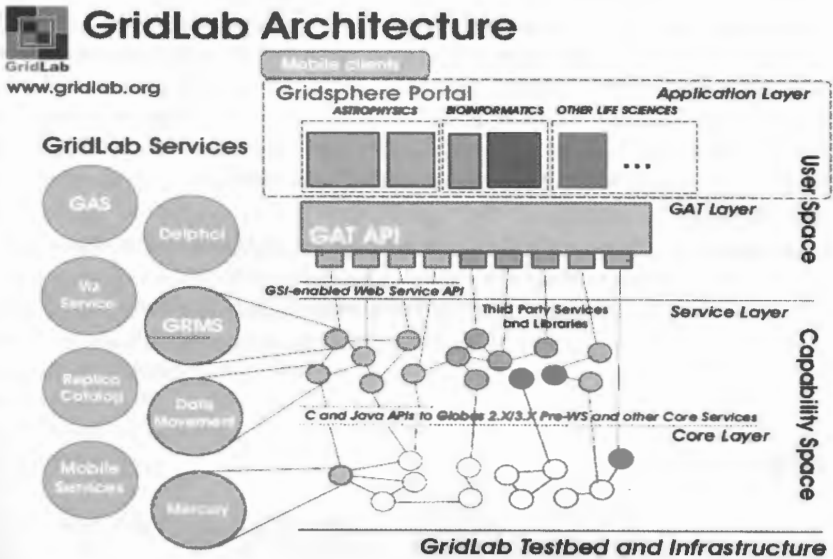 GridLab Architecture
GridLab
www.gridlab.org
Mobile clients
Gridsphere Portal
Application Layer
ASTROPHYSICS
BIOINFORMATICS
OTHER LIFE SCIENCES
...
GridLab Services
User Space
GAS
Delphoi
GAT Layer
GAT API
GSI-enabled Web Service API
Viz
Service
GRMS
Third Party Services
and Libraries
Service Layer
Replica
Catalog
Data
Movement
Capability Space
C and Java APIs to Globus 2.X/3.X Pre-WS and other Core Services
Core Layer
Mobile
Services
Mercury
GridLab Testbed and Infrastructure